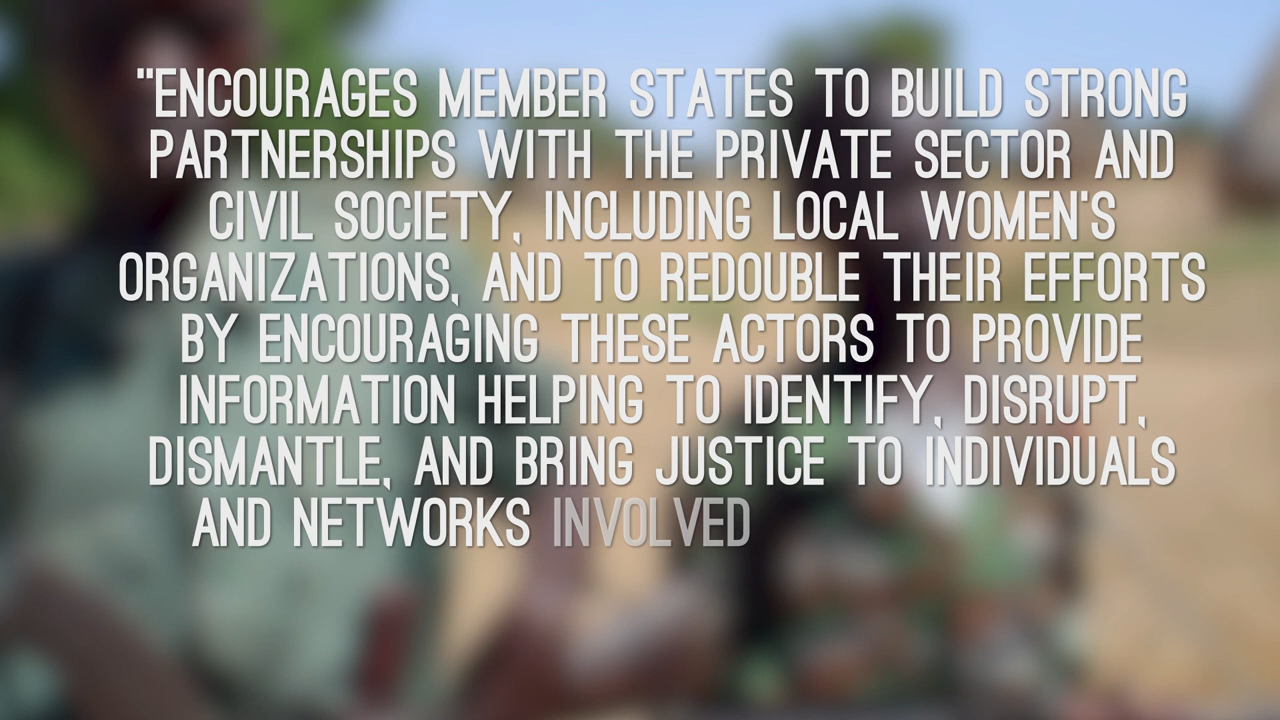 "ENCOURAGES MEMBER STATES TO BUILD STRONG
PARTNERSHIPS WITH THE PRIVATE SECTOR AND
CIVIL SOCIETY, INCLUDING LOCAL WOMEN'S
ORGANIZATIONS, AND TO REDOUBLE THEIR EFFORTS
BY ENCOURAGING THESE ACTORS TO PROVIDE
INFORMATION HELPING TO IDENTIFY, DISRUPT,
DISMANTLE, AND BRING JUSTICE TO INDIVIDUALS
AND NETWORKS INVOLVED